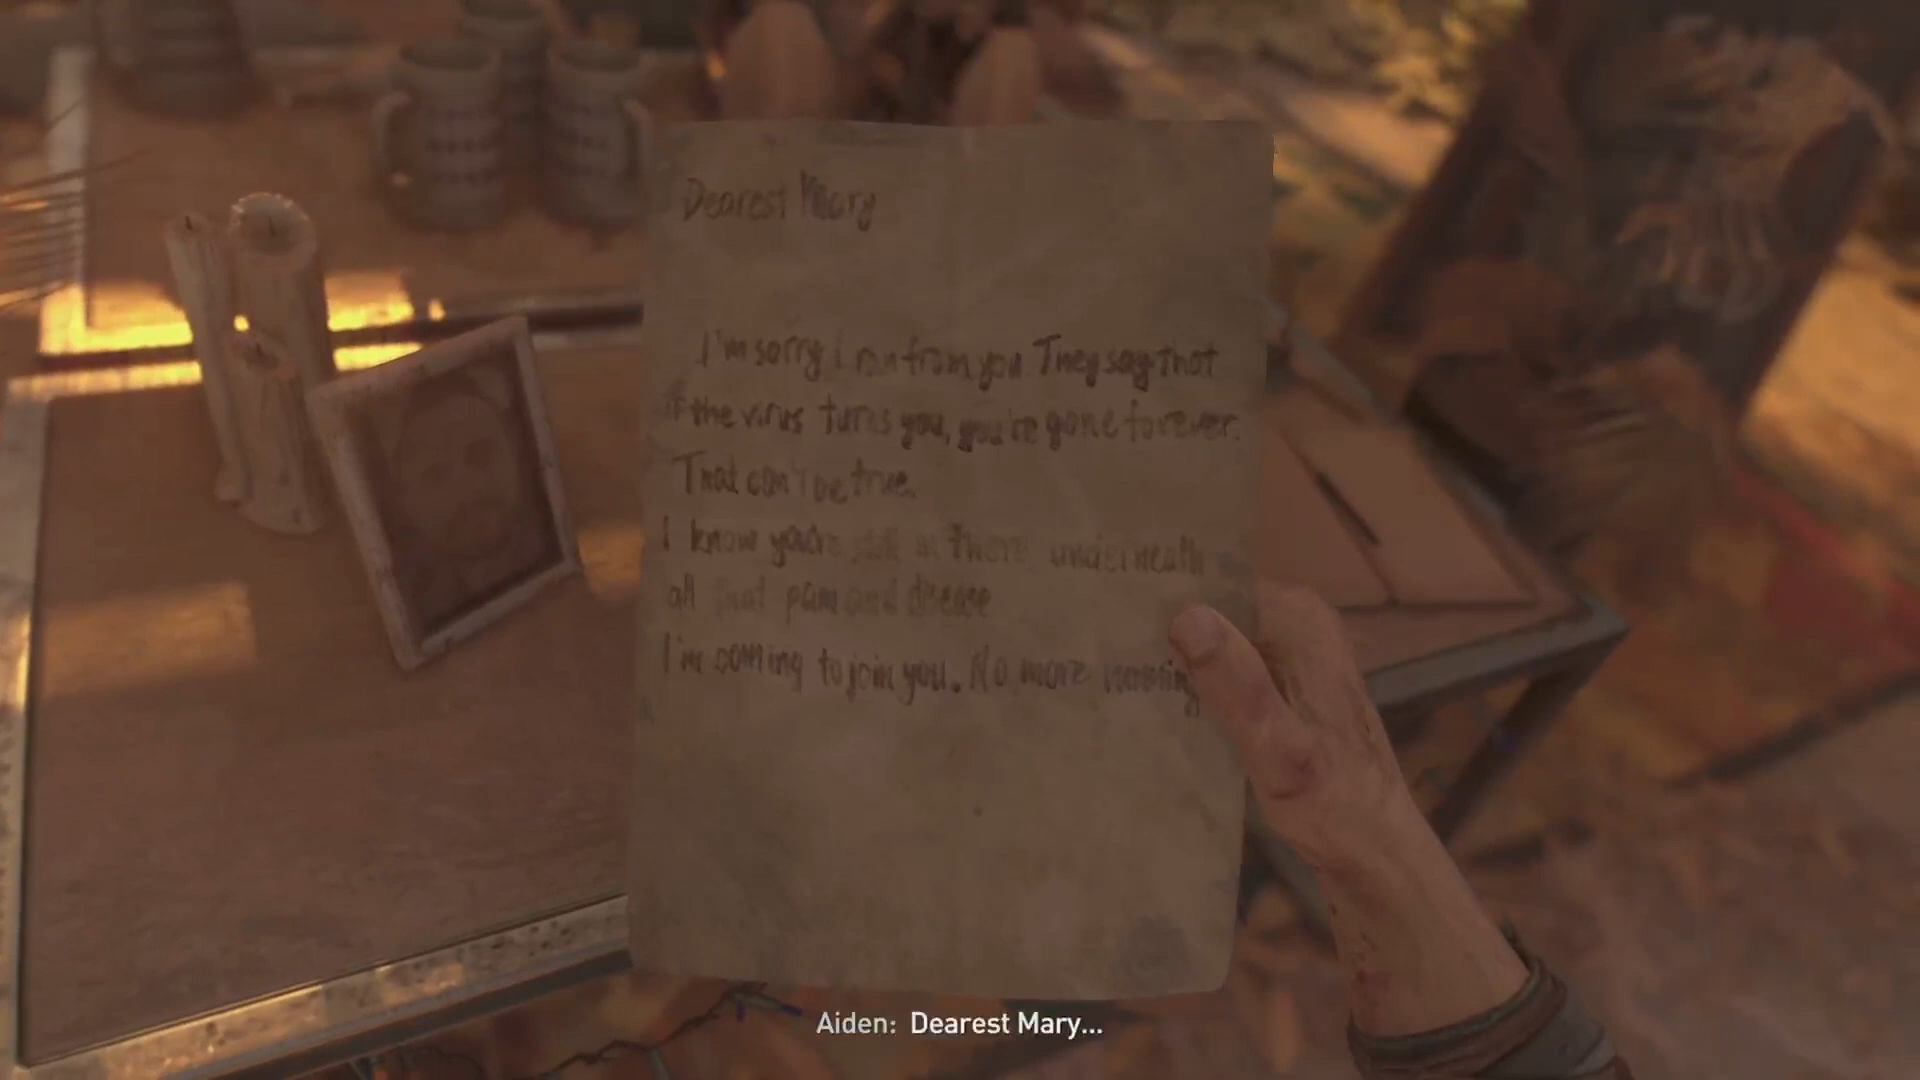 Dearest Mary
I'm sorry I ran from you They say that
if the virus turns you, you're gone forever.
That can't be true.
I know you're still in there underneath
all that pain and disease
I'm coming to join you. No more running
Aiden: Dearest Mary...